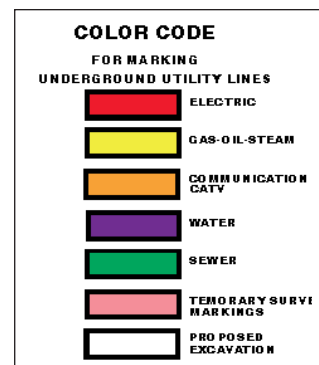 COLOR CODE
FOR MARKING
UNDERGROUND UTILITY LINES
ELECTRIC
GAS-OIL-STEAM
COMMUNICATION
CATV
WATER
SEWER
TEMORARY SURVE
MARKINGS
PROPOSED
EXCAVATION